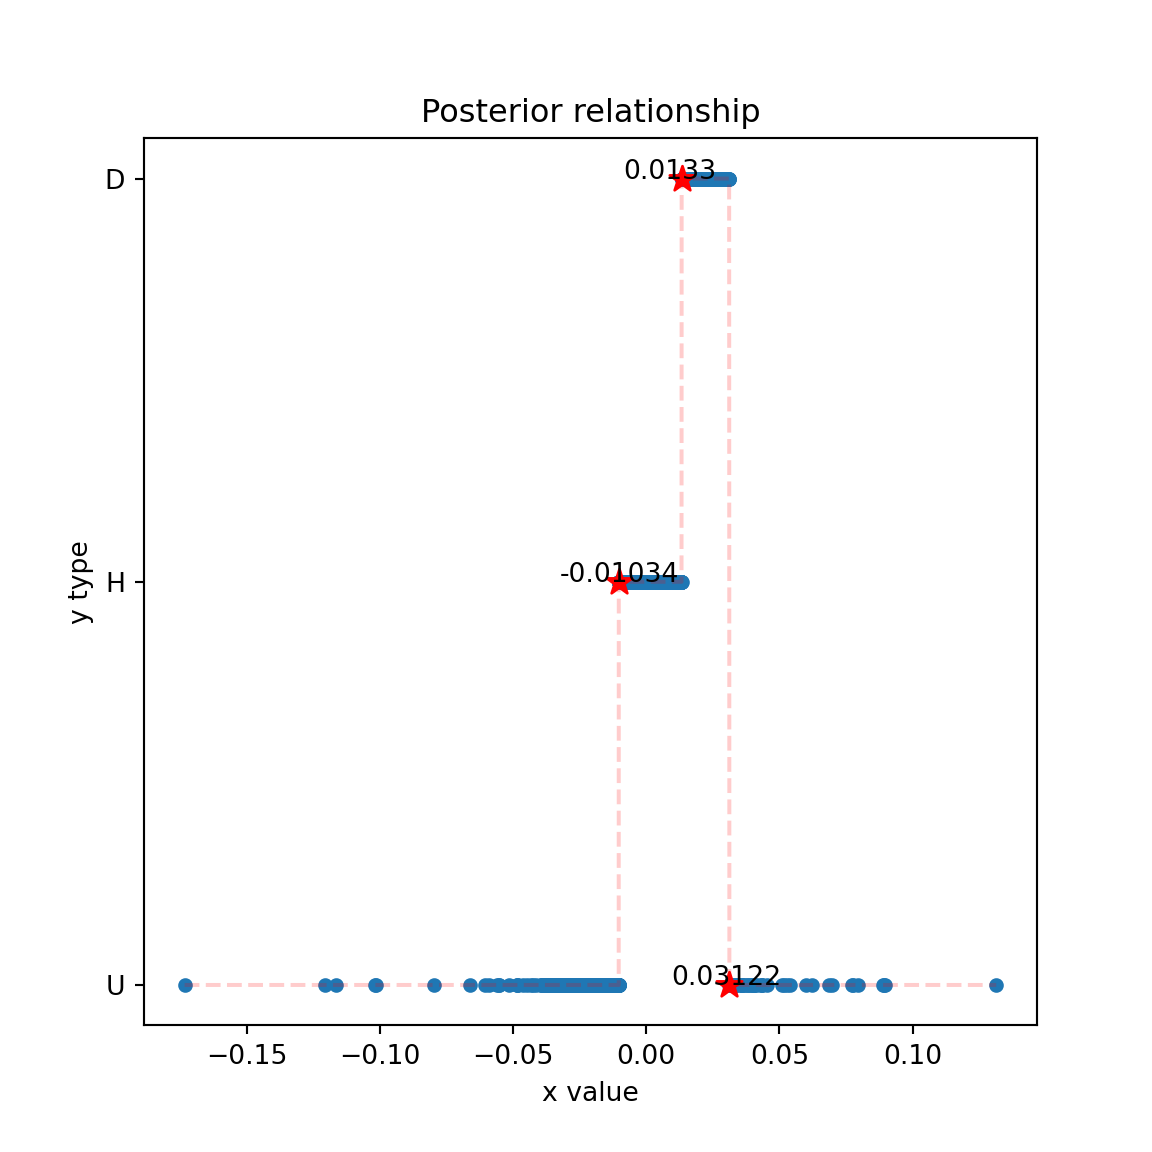 Posterior relationship
D
0.0133
H
-0.01034
y type
U
0.03122
−0.15
−0.10
−0.05
0.00
0.05
0.10
x value